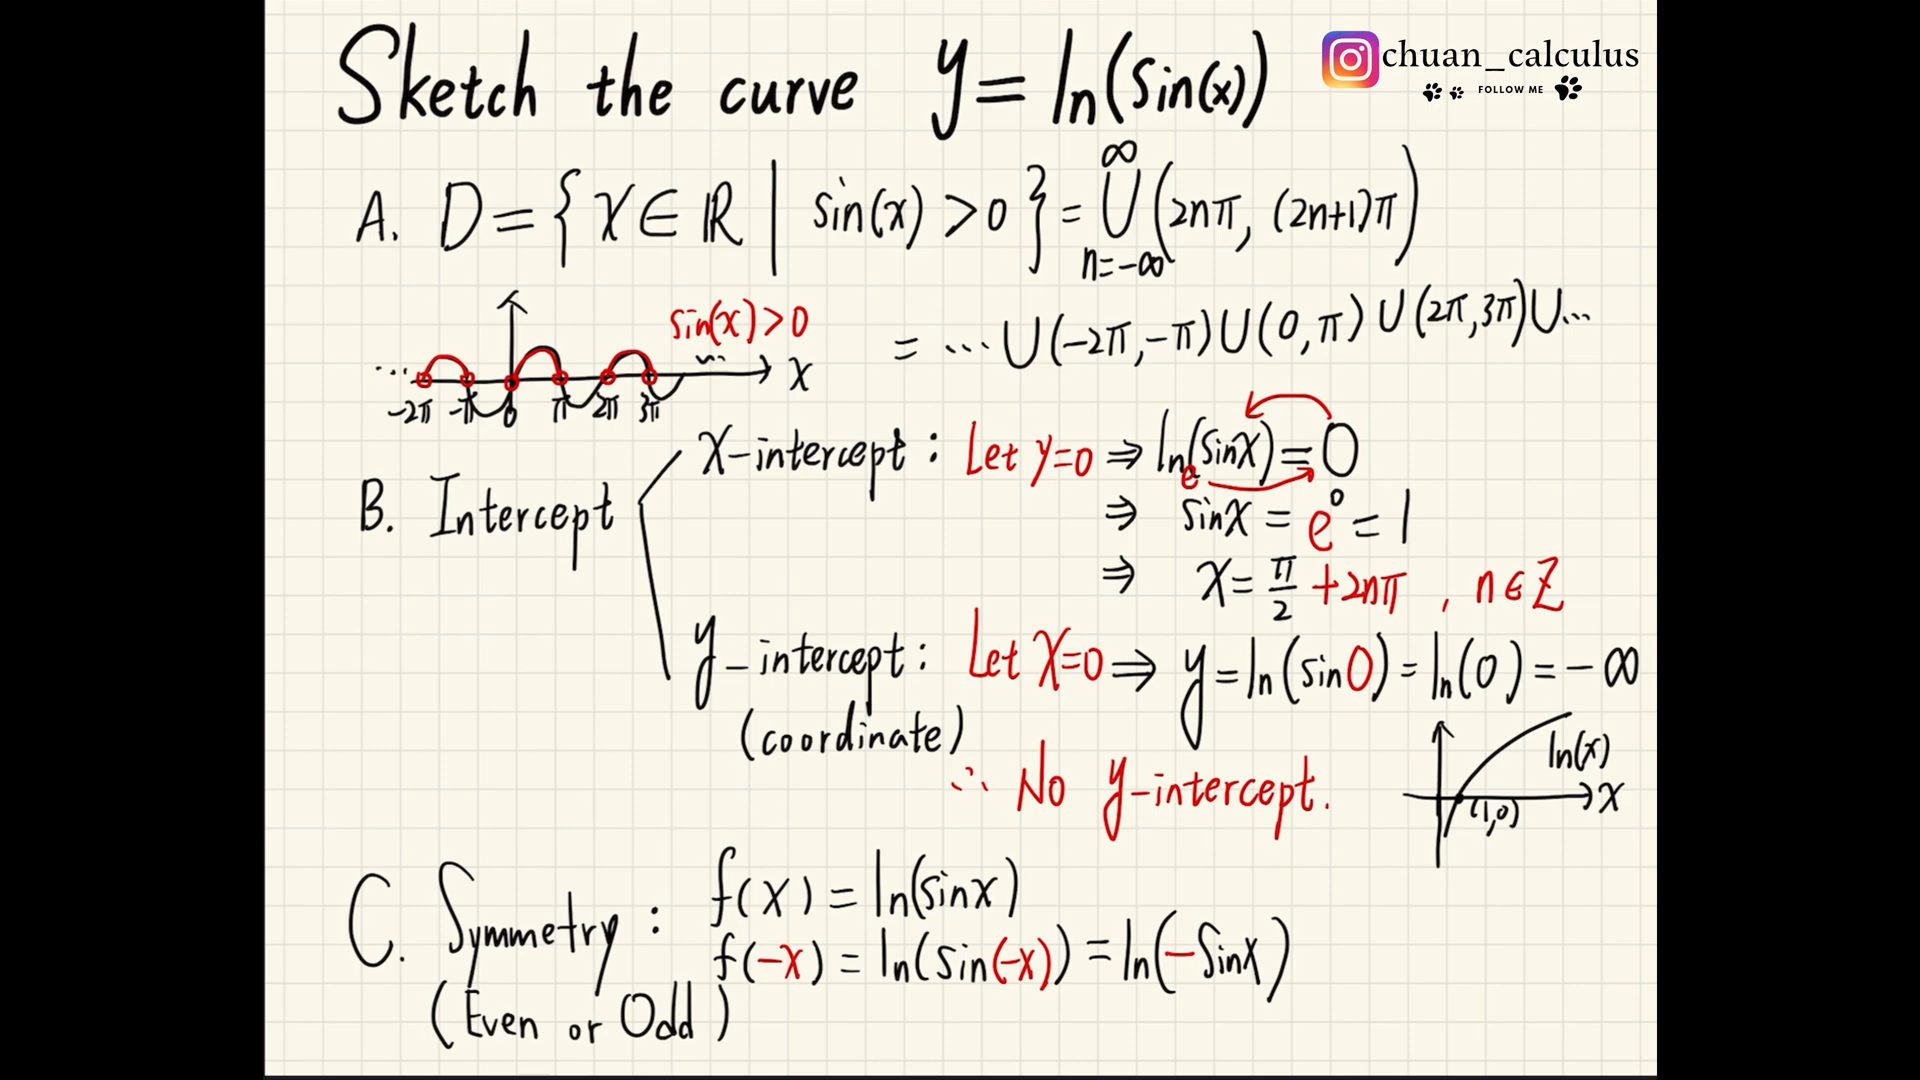 Sketch the curve y = ln(sin(x))
chuan_calculus
FOLLOW ME
A. D = { x ∈ ℝ | sin(x) > 0 } = ∞ ∪ n=-∞ (2nπ, (2n+1)π)
sin(x) > 0
= ... ∪ (-2π, -π) ∪ (0, π) ∪ (2π, 3π) ∪ ...
... x
-2π -π 0 π 2π 3π
B. Intercept
x-intercept : Let y=0 ⇒ ln(sinx) = 0
e
⇒ sinx = e⁰ = 1
⇒ x = π/2 + 2nπ , n ∈ Z
y-intercept : Let x=0 ⇒ y = ln(sin0) = ln(0) = -∞
(coordinate)
∴ No y-intercept.
ln(x)
x
(1,0)
C. Symmetry : f(x) = ln(sinx)
f(-x) = ln(sin(-x)) = ln(-sinx)
(Even or Odd)